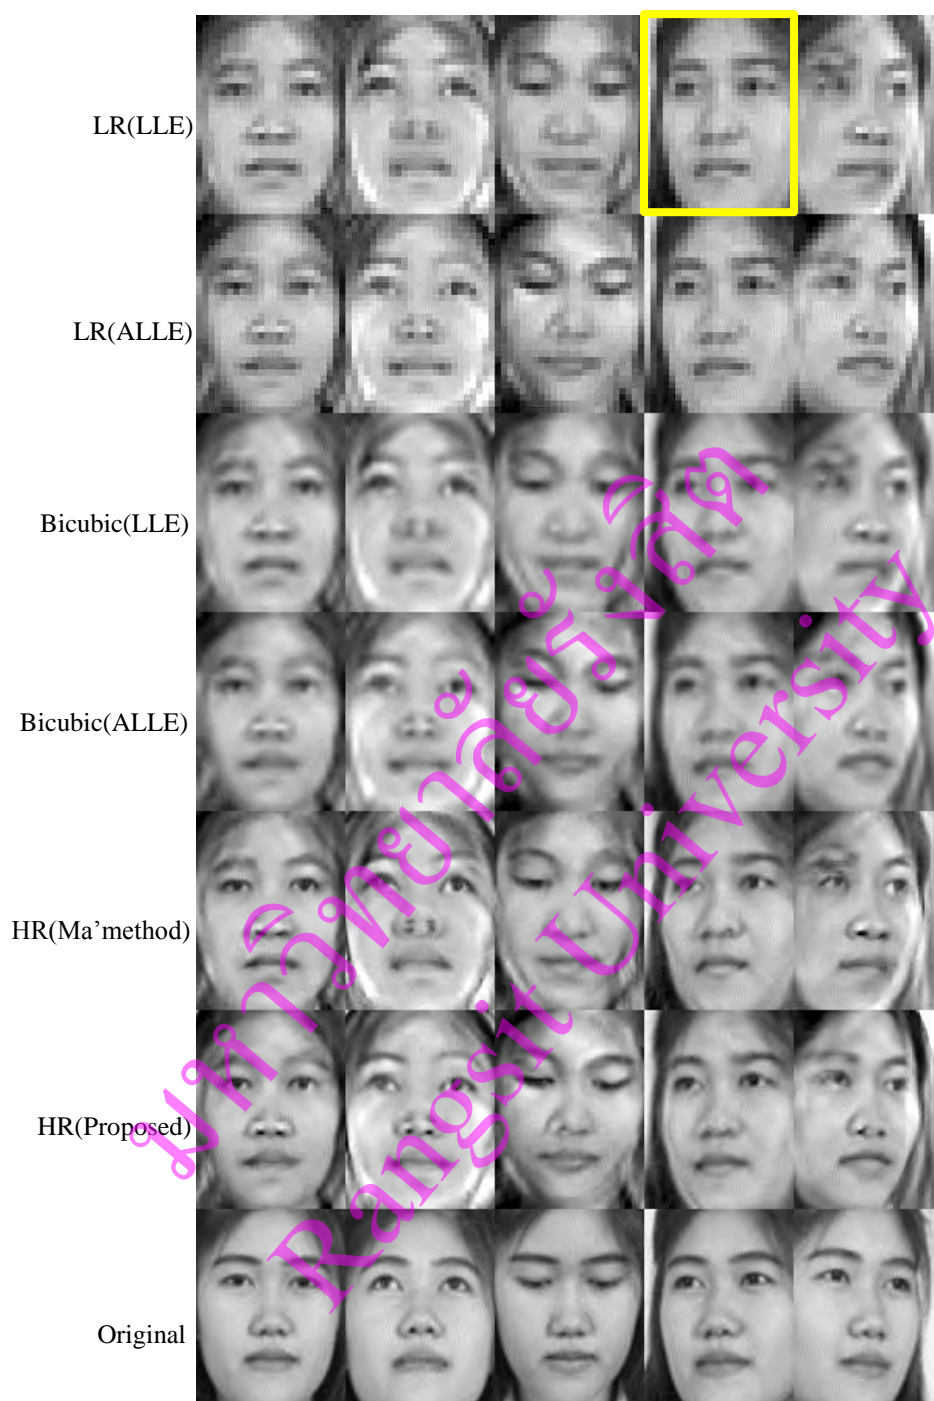 LR(LLE)
LR(ALLE)
Bicubic(LLE)
Bicubic(ALLE)
HR(Ma’method)
HR(Proposed)
Original
มหาวิทยาลัยรังสิต
Rangsit University